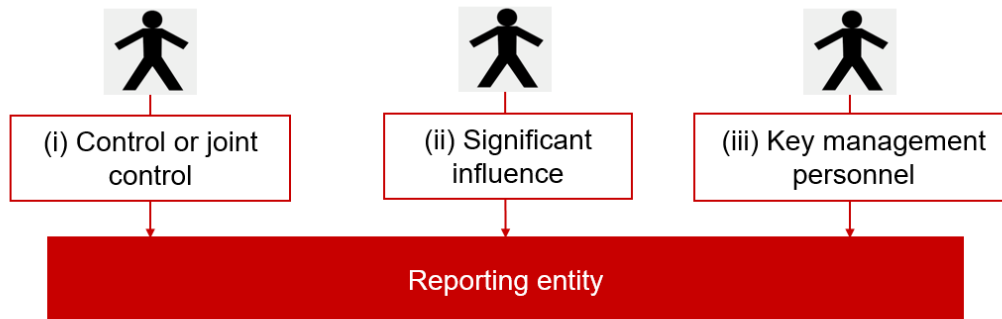 (i) Control or joint
control
(ii) Significant
influence
(iii) Key management
personnel
Reporting entity